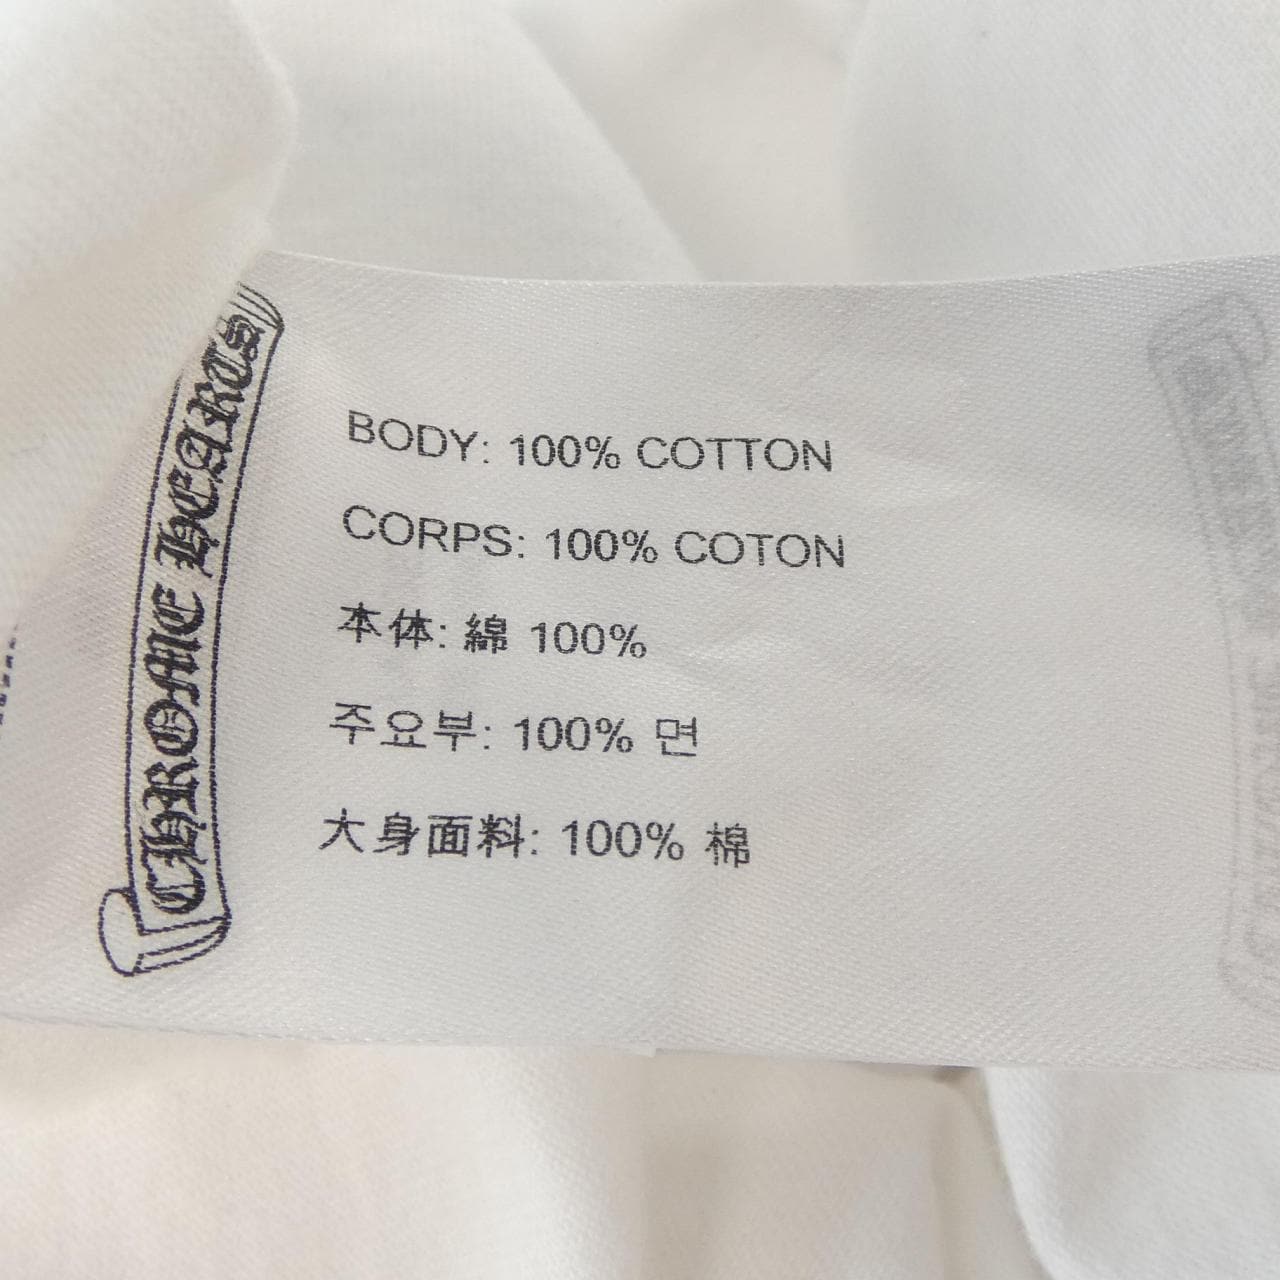 CHROME HEARTS
BODY: 100% COTTON
CORPS: 100% COTON
本体: 綿 100%
주요부: 100% 면
大身面料: 100% 棉